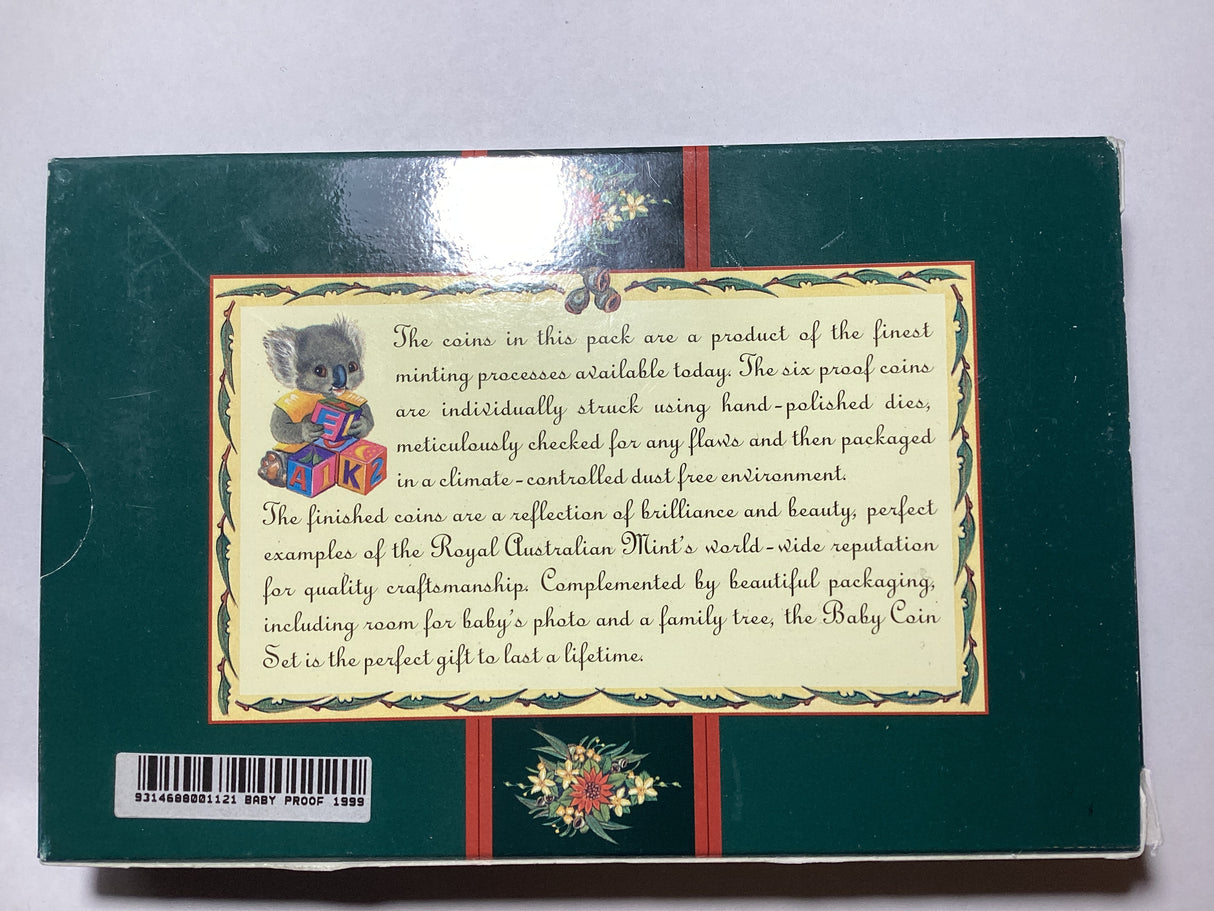 The coins in this pack are a product of the finest
minting processes available today. The six proof coins
are individually struck using hand-polished dies,
meticulously checked for any flaws and then packaged
in a climate-controlled dust free environment.
The finished coins are a reflection of brilliance and beauty, perfect
examples of the Royal Australian Mint's world-wide reputation
for quality craftsmanship. Complemented by beautiful packaging,
including room for baby's photo and a family tree, the Baby Coin
Set is the perfect gift to last a lifetime.
E L
A 1 K 2
9314688001121 BABY PROOF 1999